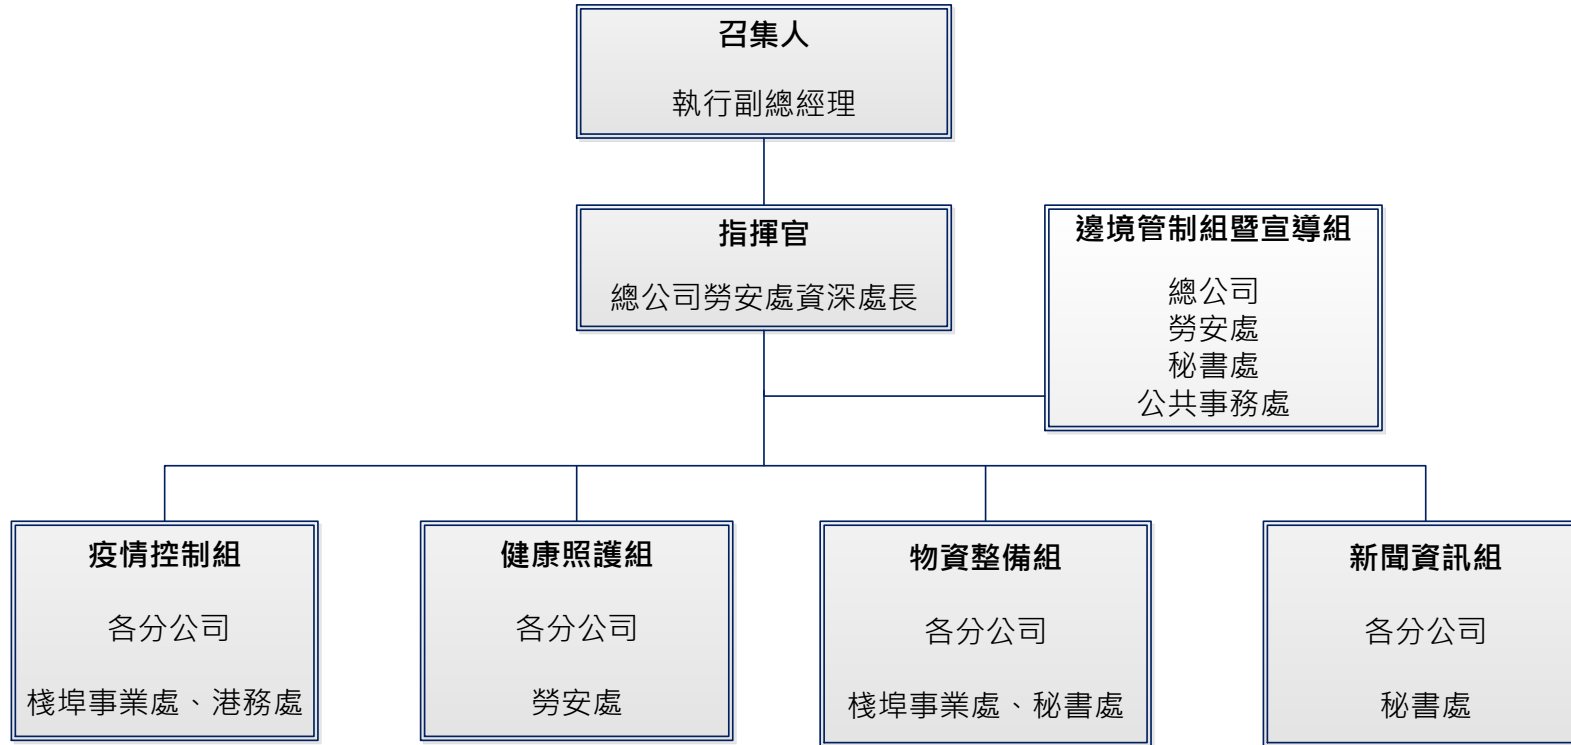 召集人
執行副總經理
指揮官
總公司勞安處資深處長
邊境管制組暨宣導組
總公司
勞安處
秘書處
公共事務處
疫情控制組
各分公司
棧埠事業處、港務處
健康照護組
各分公司
勞安處
物資整備組
各分公司
棧埠事業處、秘書處
新聞資訊組
各分公司
秘書處